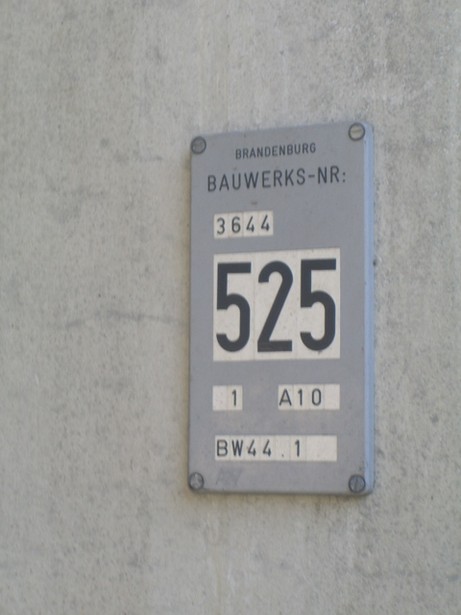 BRANDENBURG
BAUWERKS-NR:
3644
525
1 A10
BW44.1